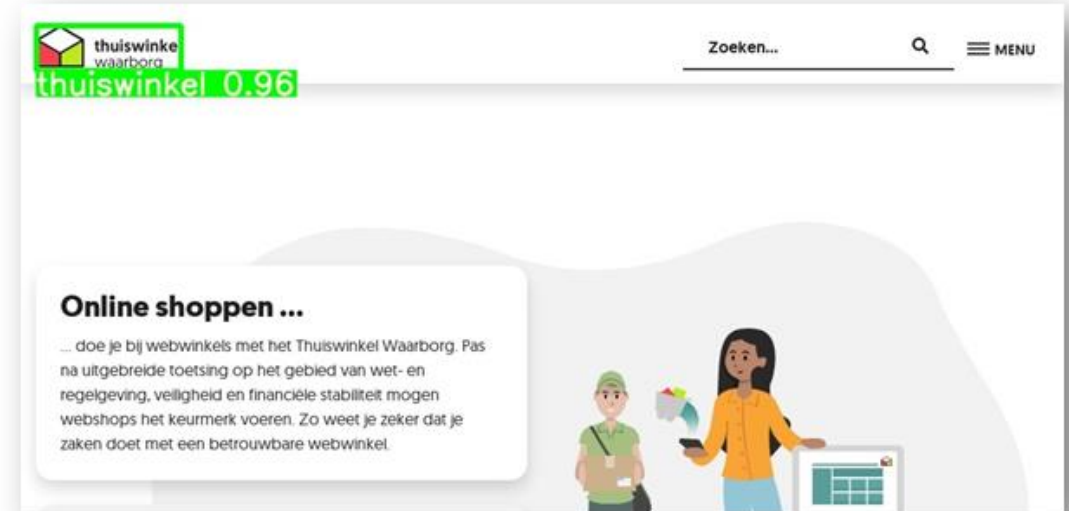 thuiswinke
waarborg
thuiswinkel 0.96
Zoeken...
MENU
Online shoppen ...
... doe je bij webwinkels met het Thuiswinkel Waarborg. Pas
na uitgebreide toetsing op het gebied van wet- en
regelgeving, veiligheid en financiële stabiliteit mogen
webshops het keurmerk voeren. Zo weet je zeker dat je
zaken doet met een betrouwbare webwinkel.